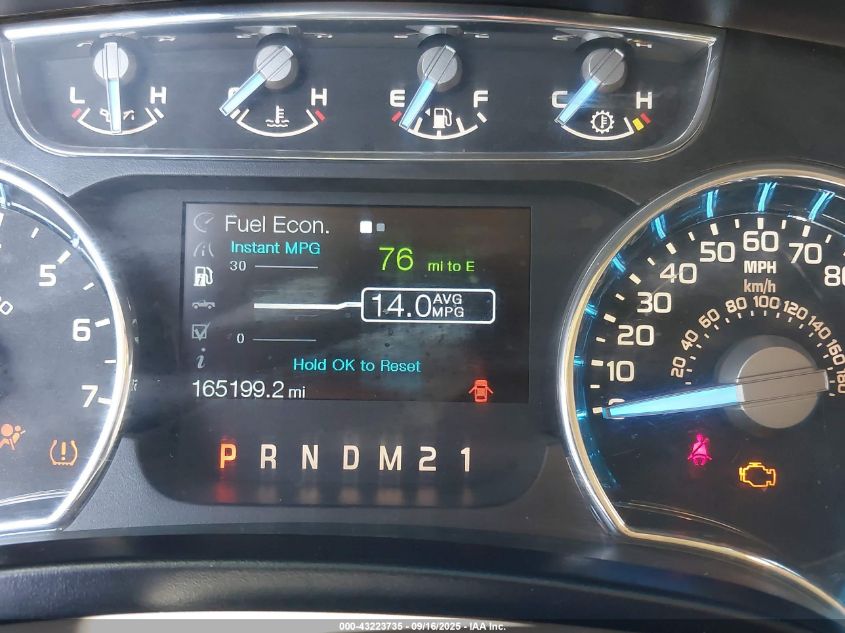 L H
H
E F
C H
Fuel Econ.
Instant MPG
30
76 mi to E
14.0 AVG MPG
0
Hold OK to Reset
165199.2 mi
P R N D M 2 1
5
6
7
0
10
20
30
40
50
60
70
80
MPH
km/h
20 40 60 80 100 120 140 160 180
000-43223735 - 09/16/2025 - IAA Inc.